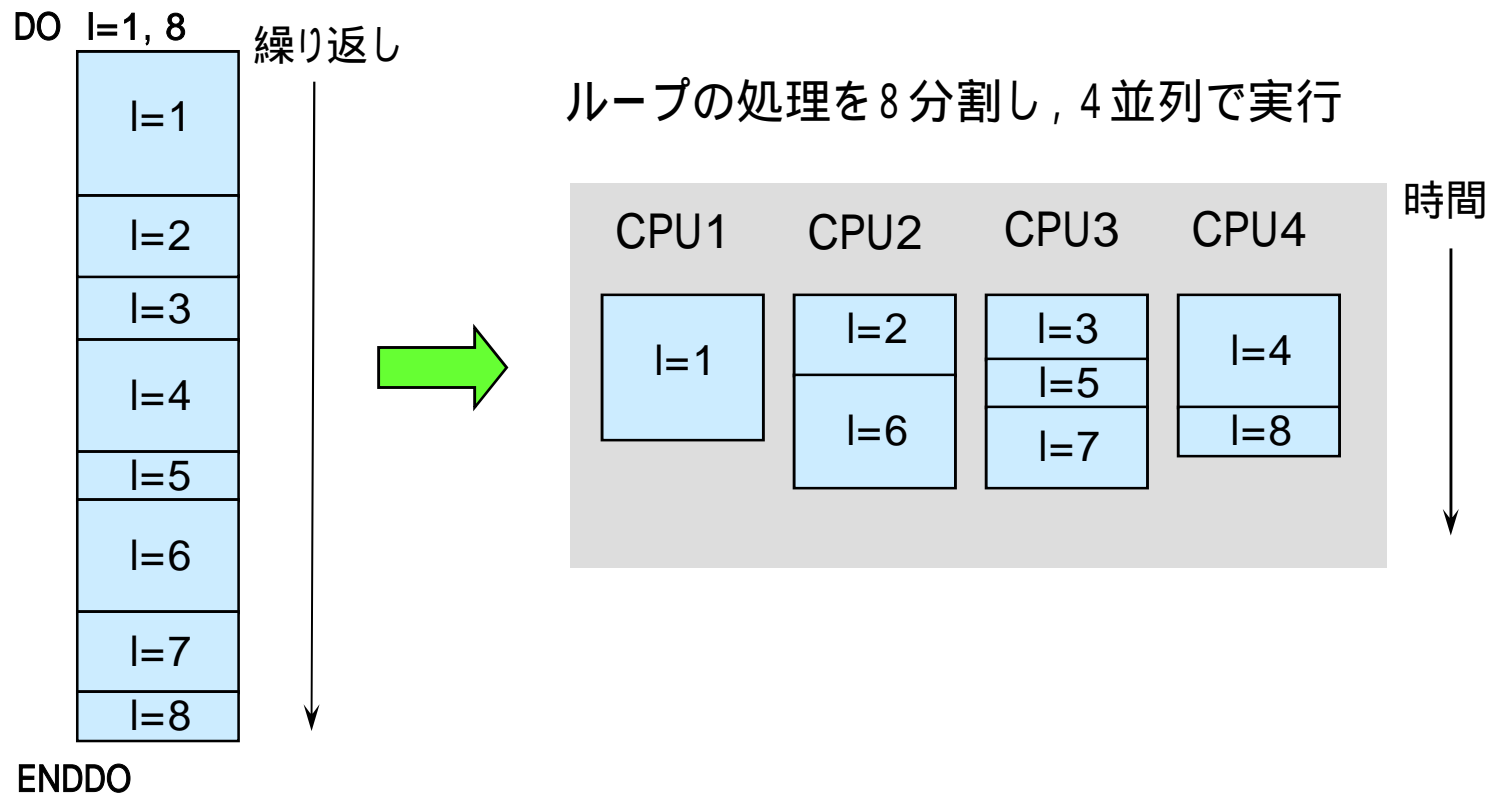 DO I=1, 8
繰り返し
I=1
I=2
I=3
I=4
I=5
I=6
I=7
I=8
ENDDO
ループの処理を8分割し, 4並列で実行
時間
CPU1 CPU2 CPU3 CPU4
I=1
I=2
I=6
I=3
I=5
I=7
I=4
I=8